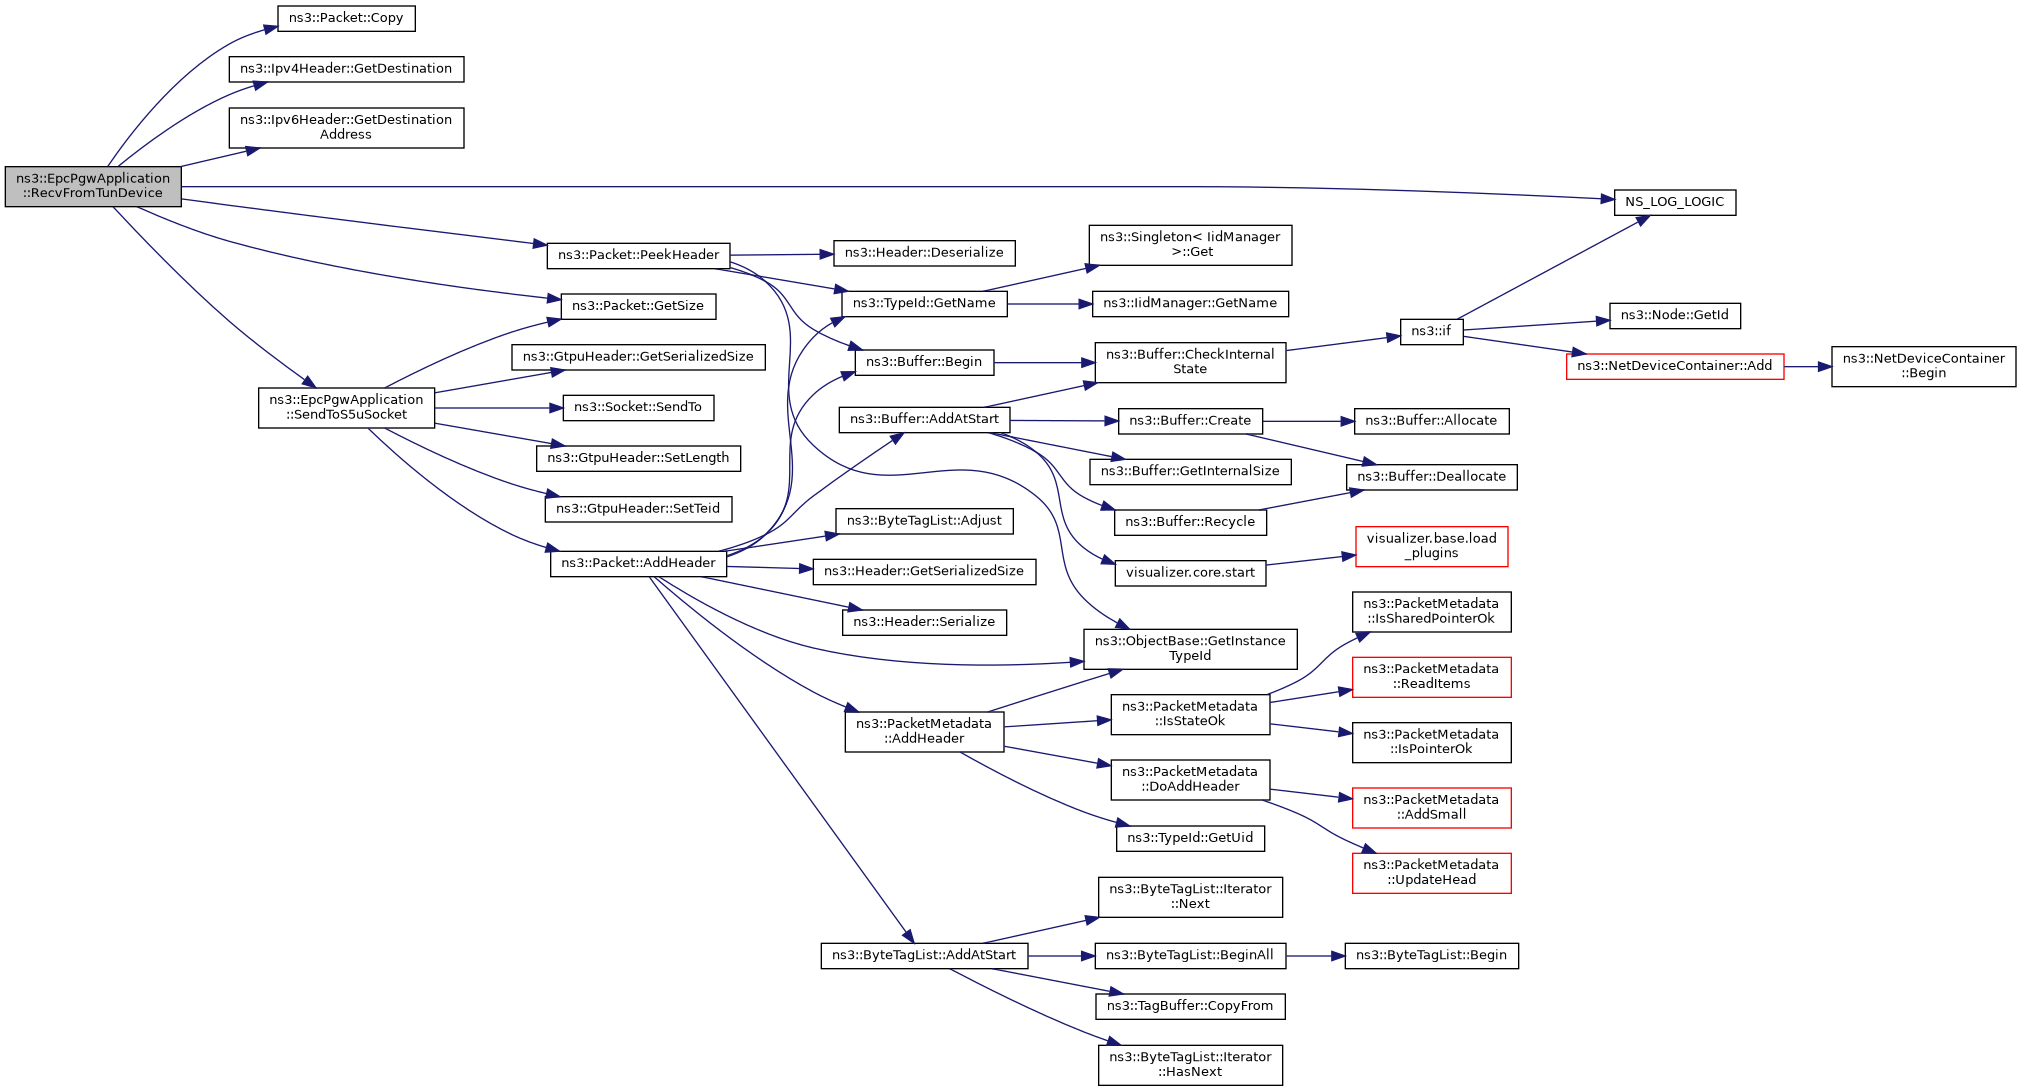 ns3::Packet::Copy
ns3::Ipv4Header::GetDestination
ns3::Ipv6Header::GetDestination
Address
ns3::EpcPgwApplication
::RecvFromTunDevice
NS_LOG_LOGIC
ns3::Packet::PeekHeader
ns3::Header::Deserialize
ns3::Singleton< IidManager
>::Get
ns3::Packet::GetSize
ns3::TypeId::GetName
ns3::IidManager::GetName
ns3::if
ns3::Node::GetId
ns3::GtpuHeader::GetSerializedSize
ns3::Buffer::Begin
ns3::Buffer::CheckInternal
State
ns3::NetDeviceContainer::Add
ns3::NetDeviceContainer
::Begin
ns3::EpcPgwApplication
::SendToS5uSocket
ns3::Socket::SendTo
ns3::Buffer::AddAtStart
ns3::Buffer::Create
ns3::Buffer::Allocate
ns3::GtpuHeader::SetLength
ns3::Buffer::GetInternalSize
ns3::Buffer::Deallocate
ns3::GtpuHeader::SetTeid
ns3::ByteTagList::Adjust
ns3::Buffer::Recycle
ns3::Packet::AddHeader
ns3::Header::GetSerializedSize
visualizer.core.start
visualizer.base.load
_plugins
ns3::Header::Serialize
ns3::ObjectBase::GetInstance
TypeId
ns3::PacketMetadata
::IsSharedPointerOk
ns3::PacketMetadata
::ReadItems
ns3::PacketMetadata
::AddHeader
ns3::PacketMetadata
::IsStateOk
ns3::PacketMetadata
::IsPointerOk
ns3::PacketMetadata
::DoAddHeader
ns3::PacketMetadata
::AddSmall
ns3::TypeId::GetUid
ns3::PacketMetadata
::UpdateHead
ns3::ByteTagList::Iterator
::Next
ns3::ByteTagList::AddAtStart
ns3::ByteTagList::BeginAll
ns3::ByteTagList::Begin
ns3::TagBuffer::CopyFrom
ns3::ByteTagList::Iterator
::HasNext